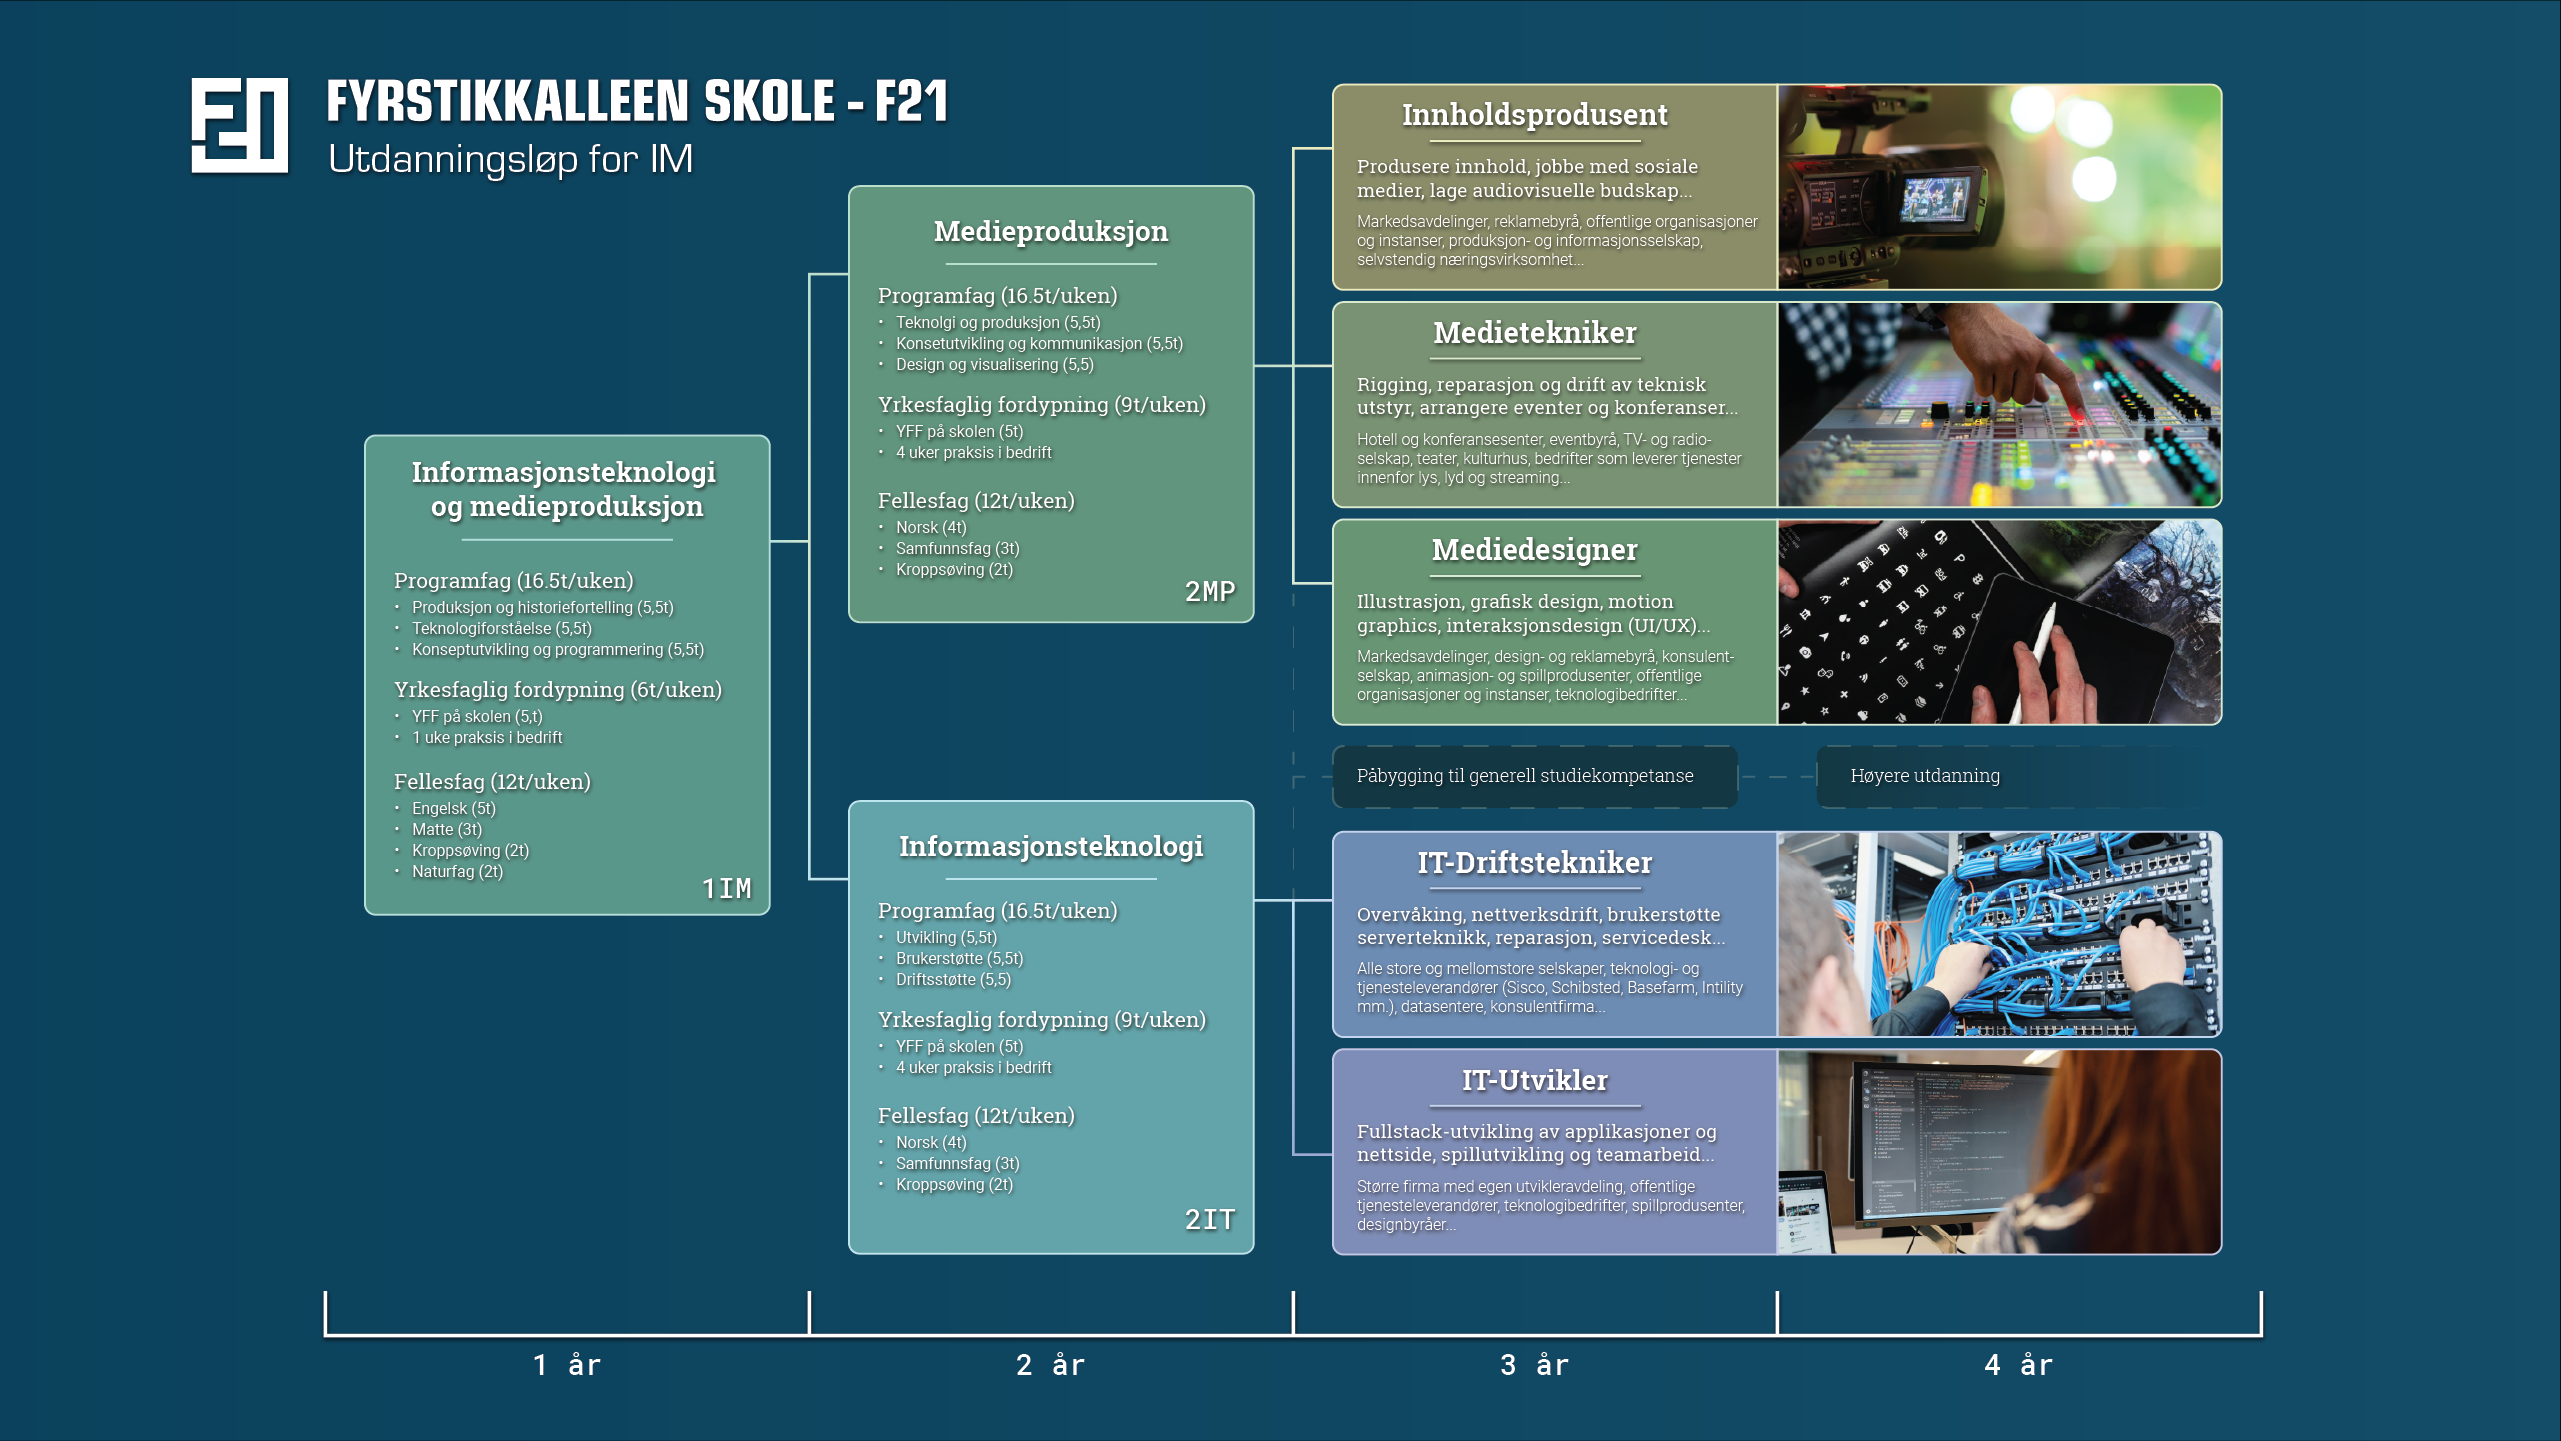 FYRSTIKKALLEEN SKOLE - F21
Utdanningsløp for IM
Informasjonsteknologi
og medieproduksjon
Programfag (16.5t/uken)
• Produksjon og historiefortelling (5,5t)
• Teknologiforståelse (5,5t)
• Konseptutvikling og programmering (5,5t)
Yrkesfaglig fordypning (6t/uken)
• YFF på skolen (5,t)
• 1 uke praksis i bedrift
Fellesfag (12t/uken)
• Engelsk (5t)
• Matte (3t)
• Kroppsøving (2t)
• Naturfag (2t)
1IM
Medieproduksjon
Programfag (16.5t/uken)
• Teknolgi og produksjon (5,5t)
• Konsetutvikling og kommunikasjon (5,5t)
• Design og visualisering (5,5)
Yrkesfaglig fordypning (9t/uken)
• YFF på skolen (5t)
• 4 uker praksis i bedrift
Fellesfag (12t/uken)
• Norsk (4t)
• Samfunnsfag (3t)
• Kroppsøving (2t)
2MP
Informasjonsteknologi
Programfag (16.5t/uken)
• Utvikling (5,5t)
• Brukerstøtte (5,5t)
• Driftsstøtte (5,5)
Yrkesfaglig fordypning (9t/uken)
• YFF på skolen (5t)
• 4 uker praksis i bedrift
Fellesfag (12t/uken)
• Norsk (4t)
• Samfunnsfag (3t)
• Kroppsøving (2t)
2IT
Innholdsprodusent
Produsere innhold, jobbe med sosiale
medier, lage audiovisuelle budskap...
Markedsavdelinger, reklamebyrå, offentlige organisasjoner
og instanser, produksjon- og informasjonsselskap,
selvstendig næringsvirksomhet...
Medietekniker
Rigging, reparasjon og drift av teknisk
utstyr, arrangere eventer og konferanser...
Hotell og konferansesenter, eventbyrå, TV- og radio-
selskap, teater, kulturhus, bedrifter som leverer tjenester
innenfor lys, lyd og streaming...
Mediedesigner
Illustrasjon, grafisk design, motion
graphics, interaksjonsdesign (UI/UX)...
Markedsavdelinger, design- og reklamebyrå, konsulent-
selskap, animasjon- og spillprodusenter, offentlige
organisasjoner og instanser, teknologibedrifter...
Påbygging til generell studiekompetanse
Høyere utdanning
IT-Driftstekniker
Overvåking, nettverksdrift, brukerstøtte
serverteknikk, reparasjon, servicedesk...
Alle store og mellomstore selskaper, teknologi- og
tjenesteleverandører (Sisco, Schibsted, Basefarm, Intility
mm.), datasentere, konsulentfirma...
IT-Utvikler
Fullstack-utvikling av applikasjoner og
nettside, spillutvikling og teamarbeid...
Større firma med egen utvikleravdeling, offentlige
tjenesteleverandører, teknologibedrifter, spillprodusenter,
designbyråer...
1 år
2 år
3 år
4 år